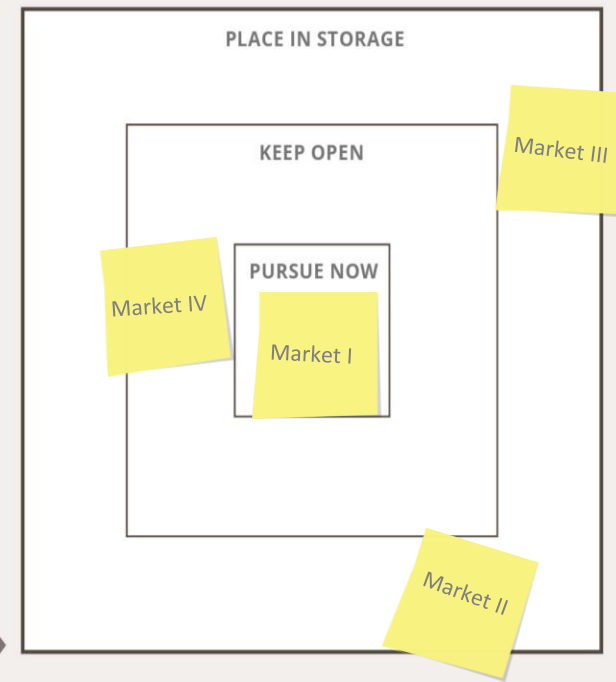 PLACE IN STORAGE
Market III
KEEP OPEN
PURSUE NOW
Market IV
Market I
Market II